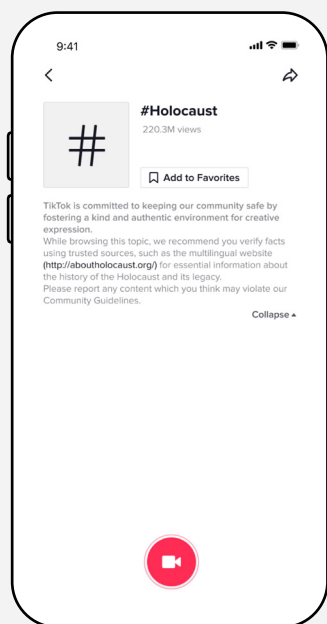 9:41
#
#Holocaust
220.3M views
Add to Favorites
TikTok is committed to keeping our community safe by
fostering a kind and authentic environment for creative
expression.
While browsing this topic, we recommend you verify facts
using trusted sources, such as the multilingual website
(http://aboutholocaust.org/) for essential information about
the history of the Holocaust and its legacy.
Please report any content which you think may violate our
Community Guidelines.
Collapse